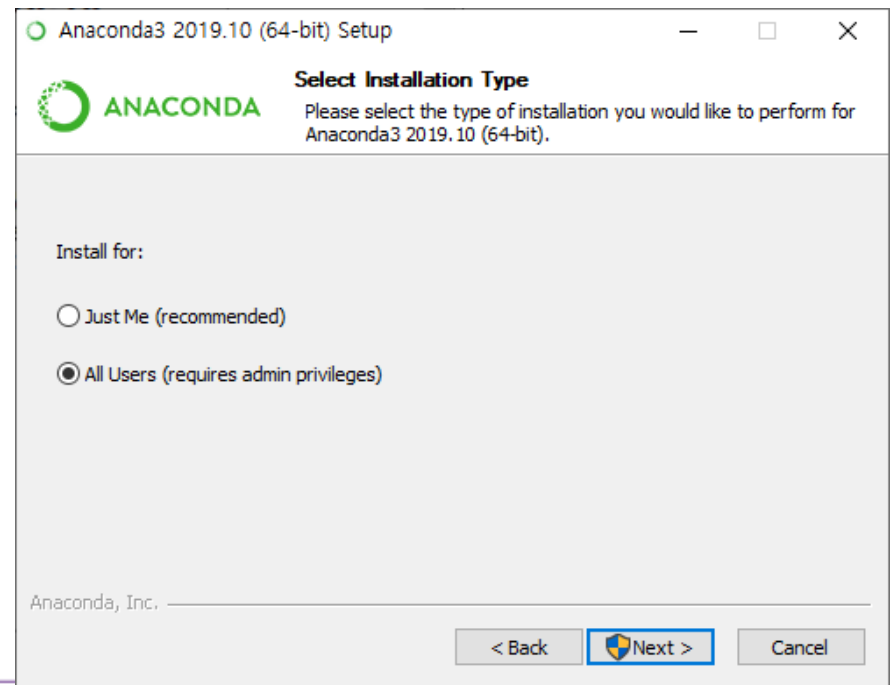 Anaconda3 2019.10 (64-bit) Setup
ANACONDA
Select Installation Type
Please select the type of installation you would like to perform for
Anaconda3 2019.10 (64-bit).
Install for:
Just Me (recommended)
All Users (requires admin privileges)
Anaconda, Inc.
< Back
Next >
Cancel